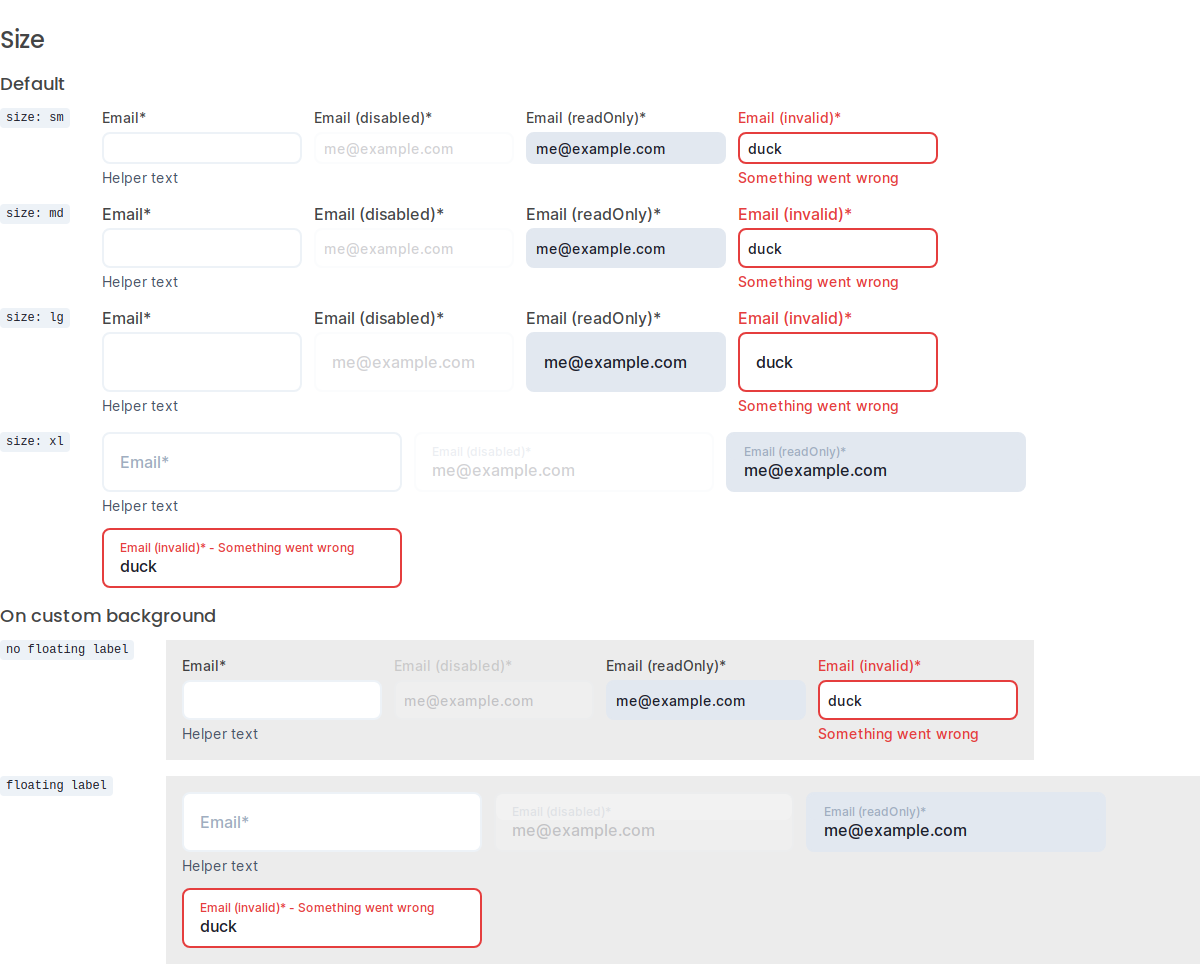 Size
Default
size: sm
Email* Email (disabled)* Email (readOnly)* Email (invalid)*
me@example.com me@example.com duck
Helper text Something went wrong
size: md
Email* Email (disabled)* Email (readOnly)* Email (invalid)*
me@example.com me@example.com duck
Helper text Something went wrong
size: lg
Email* Email (disabled)* Email (readOnly)* Email (invalid)*
me@example.com me@example.com duck
Helper text Something went wrong
size: xl
Email* Email (disabled)* Email (readOnly)*
me@example.com me@example.com
Helper text
Email (invalid)* - Something went wrong
duck
On custom background
no floating label
Email* Email (disabled)* Email (readOnly)* Email (invalid)*
me@example.com me@example.com duck
Helper text Something went wrong
floating label
Email* Email (disabled)* Email (readOnly)*
me@example.com me@example.com
Helper text
Email (invalid)* - Something went wrong
duck